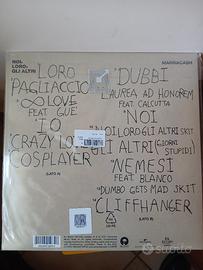 NOI,
LORO,
GLI ALTRI
MARRACASH
LORO
PAGLIACCIO
∞ LOVE
FEAT GUÈ
IO
CRAZY LOVE
COSPLAYER
(LATO A)
DUBBI
LAUREA AD HONOREM
FEAT. CALCUTTA
NOI
NOI LORO GLI ALTRI SKIT
GLI ALTRI (GIORNI
STUPIDI)
NEMESI
FEAT BLANCO
DUMBO GETS MAD SKIT
CLIFFHANGER
(LATO B)
subito